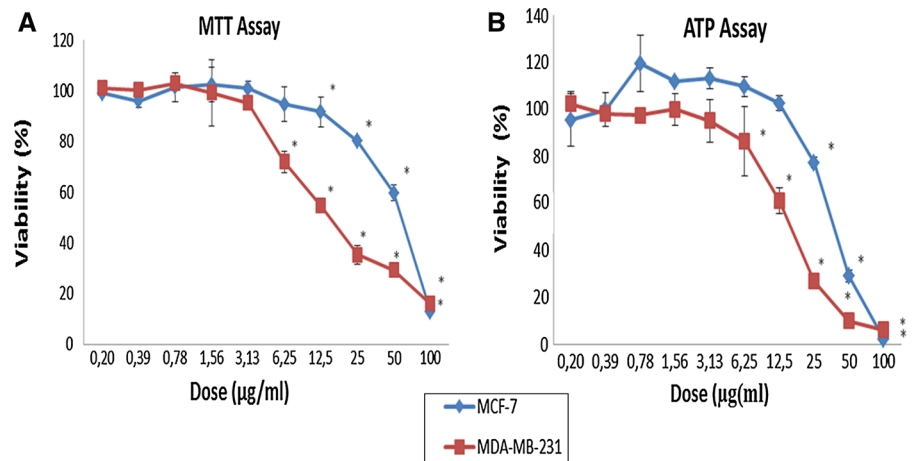 A
MTT Assay
Viability (%)
120
100
80
60
40
20
0
0,20 0,39 0,78 1,56 3,13 6,25 12,5 25 50 100
Dose (µg/ml)
* * * * * * * * * *
B
ATP Assay
Viability (%)
140
120
100
80
60
40
20
0
0,20 0,39 0,78 1,56 3,13 6,25 12,5 25 50 100
Dose (µg(ml)
* * * * * * * *
MCF-7
MDA-MB-231